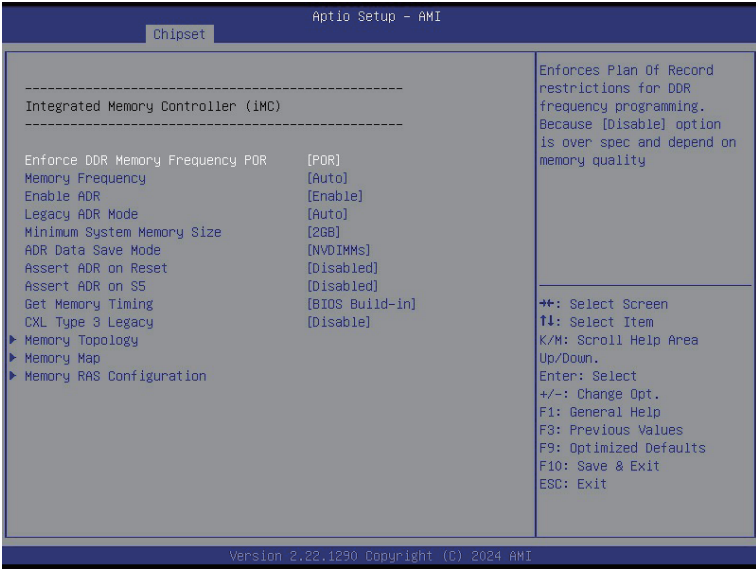 Aptio Setup – AMI
Chipset
------------------------------------------------------
Integrated Memory Controller (iMC)
------------------------------------------------------
Enforce DDR Memory Frequency POR [POR]
Memory Frequency [Auto]
Enable ADR [Enable]
Legacy ADR Mode [Auto]
Minimum System Memory Size [2GB]
ADR Data Save Mode [NVDIMMs]
Assert ADR on Reset [Disabled]
Assert ADR on S5 [Disabled]
Get Memory Timing [BIOS Build-in]
CXL Type 3 Legacy [Disable]
Memory Topology
Memory Map
Memory RAS Configuration
Enforces Plan Of Record
restrictions for DDR
frequency programming.
Because [Disable] option
is over spec and depend on
memory quality
→←: Select Screen
↑↓: Select Item
K/M: Scroll Help Area
Up/Down.
Enter: Select
+/-: Change Opt.
F1: General Help
F3: Previous Values
F9: Optimized Defaults
F10: Save & Exit
ESC: Exit
Version 2.22.1290 Copyright (C) 2024 AMI